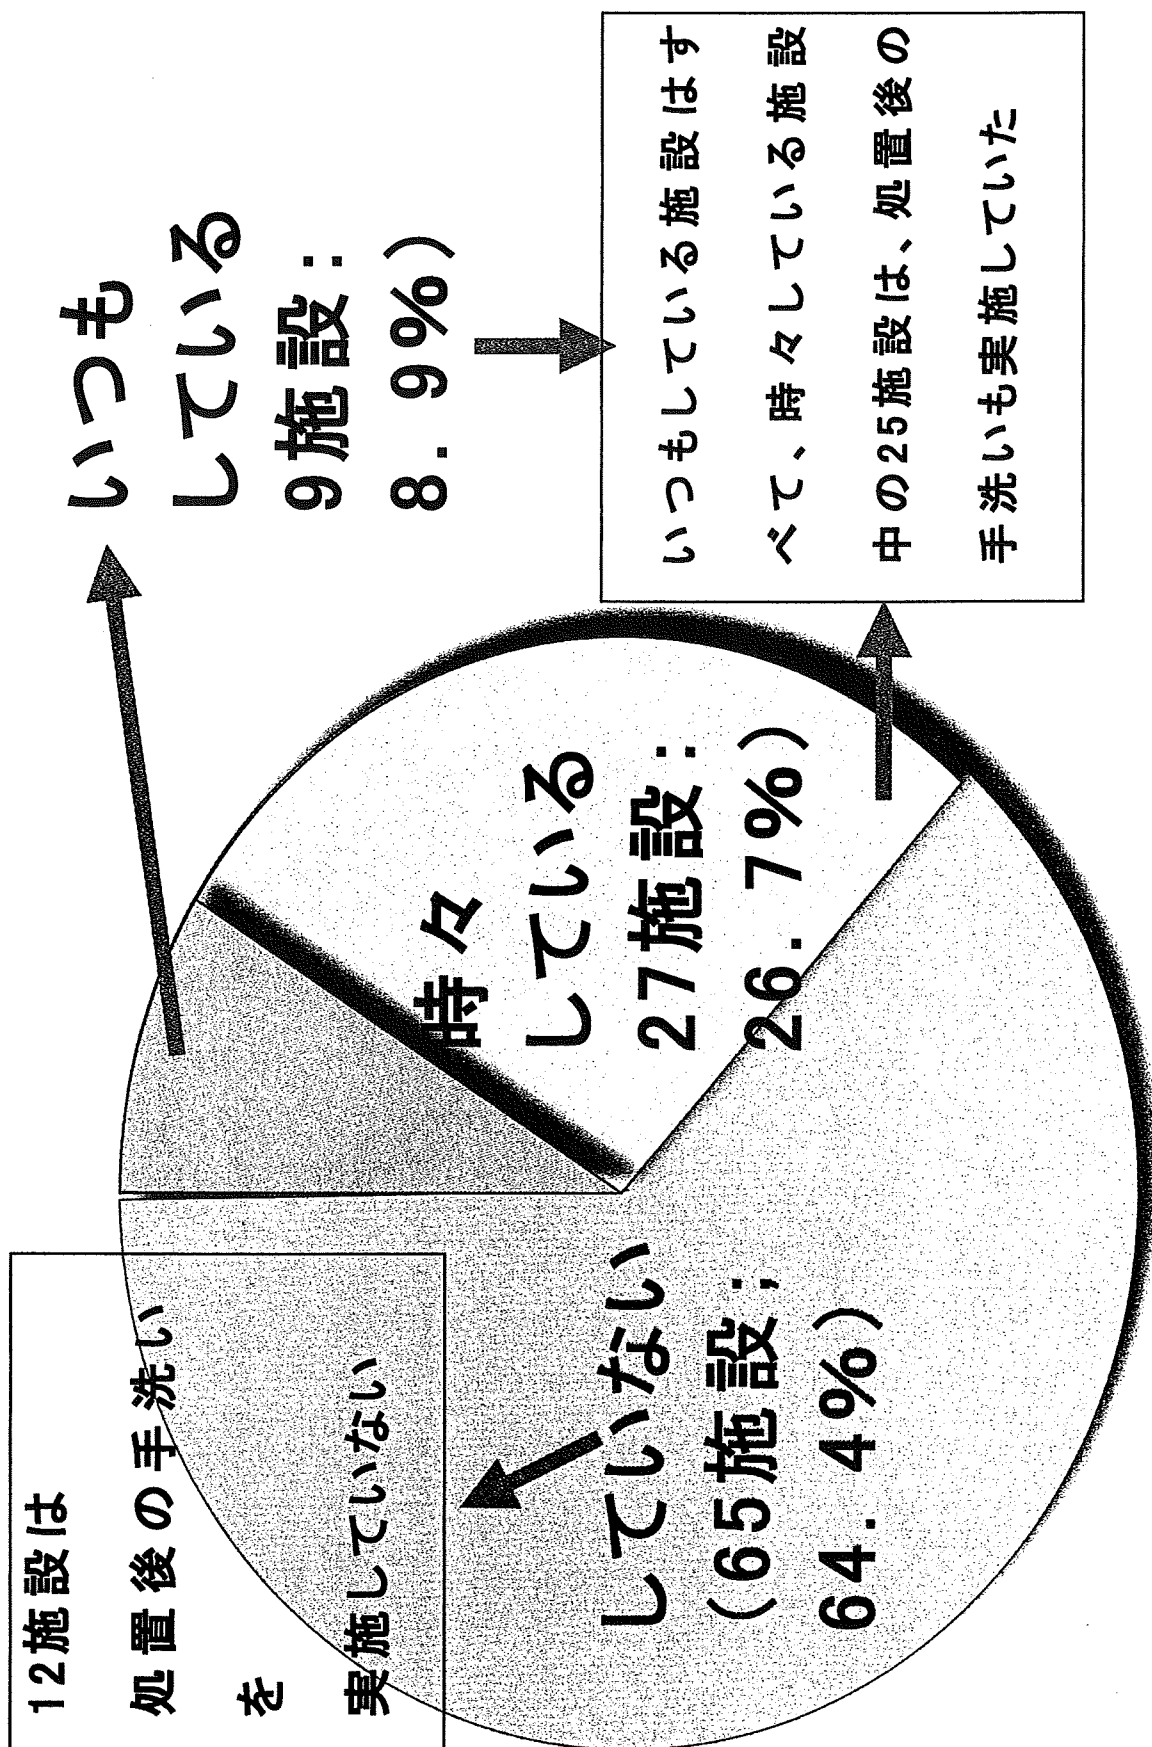 いつも
している
9施設:
8.9%)
時々
している
27施設:
26.7%)
していない
(65施設;
64.4%)
12施設は
処置後の手洗い
を
実施していない
いつもしている施設はす
べて、時々している施設
中の25施設は、処置後の
手洗いも実施していた